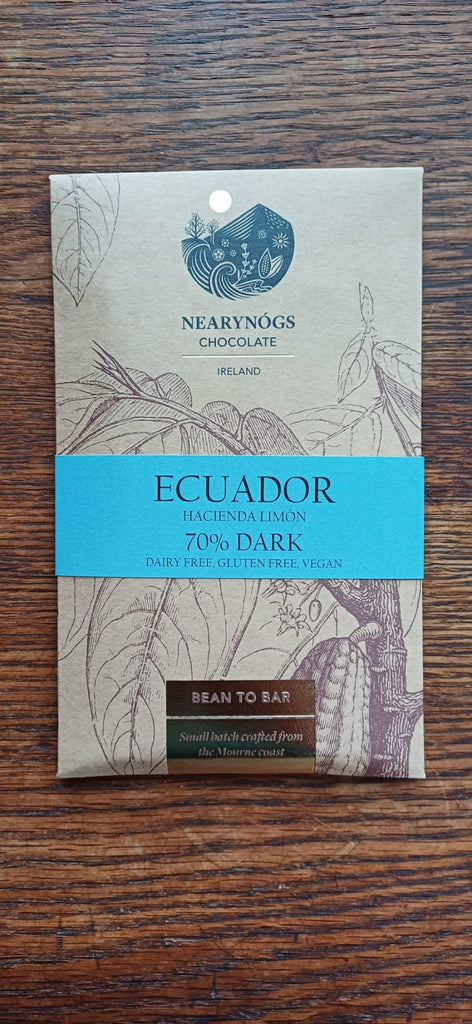 NEARYNÓGS
CHOCOLATE
IRELAND
ECUADOR
HACIENDA LIMÓN
70% DARK
DAIRY FREE, GLUTEN FREE, VEGAN
BEAN TO BAR
Small batch crafted from
the Mourne coast